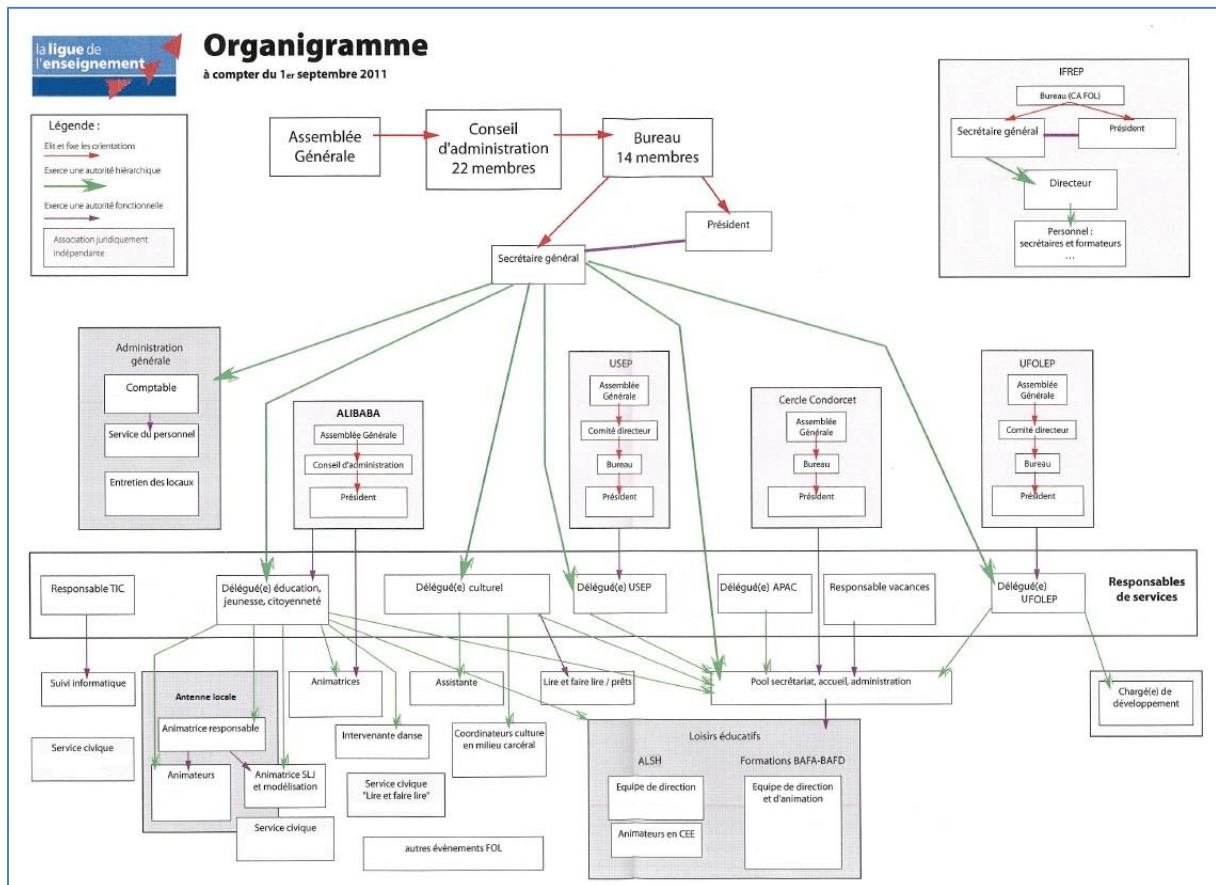 la ligue de
l'enseignement
Organigramme
à compter du 1er septembre 2011
Légende :
Elit et fixe les orientations
Exerce une autorité hiérarchique
Exerce une autorité fonctionnelle
Association juridiquement
indépendante
Assemblée
Générale
Conseil
d'administration
22 membres
Bureau
14 membres
Président
Secrétaire général
IFREP
Bureau (CA FOL)
Secrétaire général
Président
Directeur
Personnel :
secrétaires et formateurs
...
Administration
générale
Comptable
Service du personnel
Entretien des locaux
ALIBABA
Assemblée Générale
Conseil d'administration
Président
USEP
Assemblée
Générale
Comité directeur
Bureau
Président
Cercle Condorcet
Assemblée
Générale
Bureau
Président
UFOLEP
Assemblée
Générale
Comité directeur
Bureau
Président
Responsable TIC
Délégué(e) éducation,
jeunesse, citoyenneté
Délégué(e) culturel
Délégué(e) USEP
Délégué(e) APAC
Responsable vacances
Délégué(e)
UFOLEP
Responsables
de services
Suivi informatique
Service civique
Antenne locale
Animatrice responsable
Animateurs
Animatrice SLJ
et modélisation
Service civique
Animatrices
Intervenante danse
Service civique
"Lire et faire lire"
autres évènements FOL
Assistante
Coordinateurs culture
en milieu carcéral
Lire et faire lire / prêts
Pool secrétariat, accueil, administration
Chargé(e) de
développement
Loisirs éducatifs
ALSH
Equipe de direction
Animateurs en CEE
Formations BAFA-BAFD
Equipe de direction
et d'animation